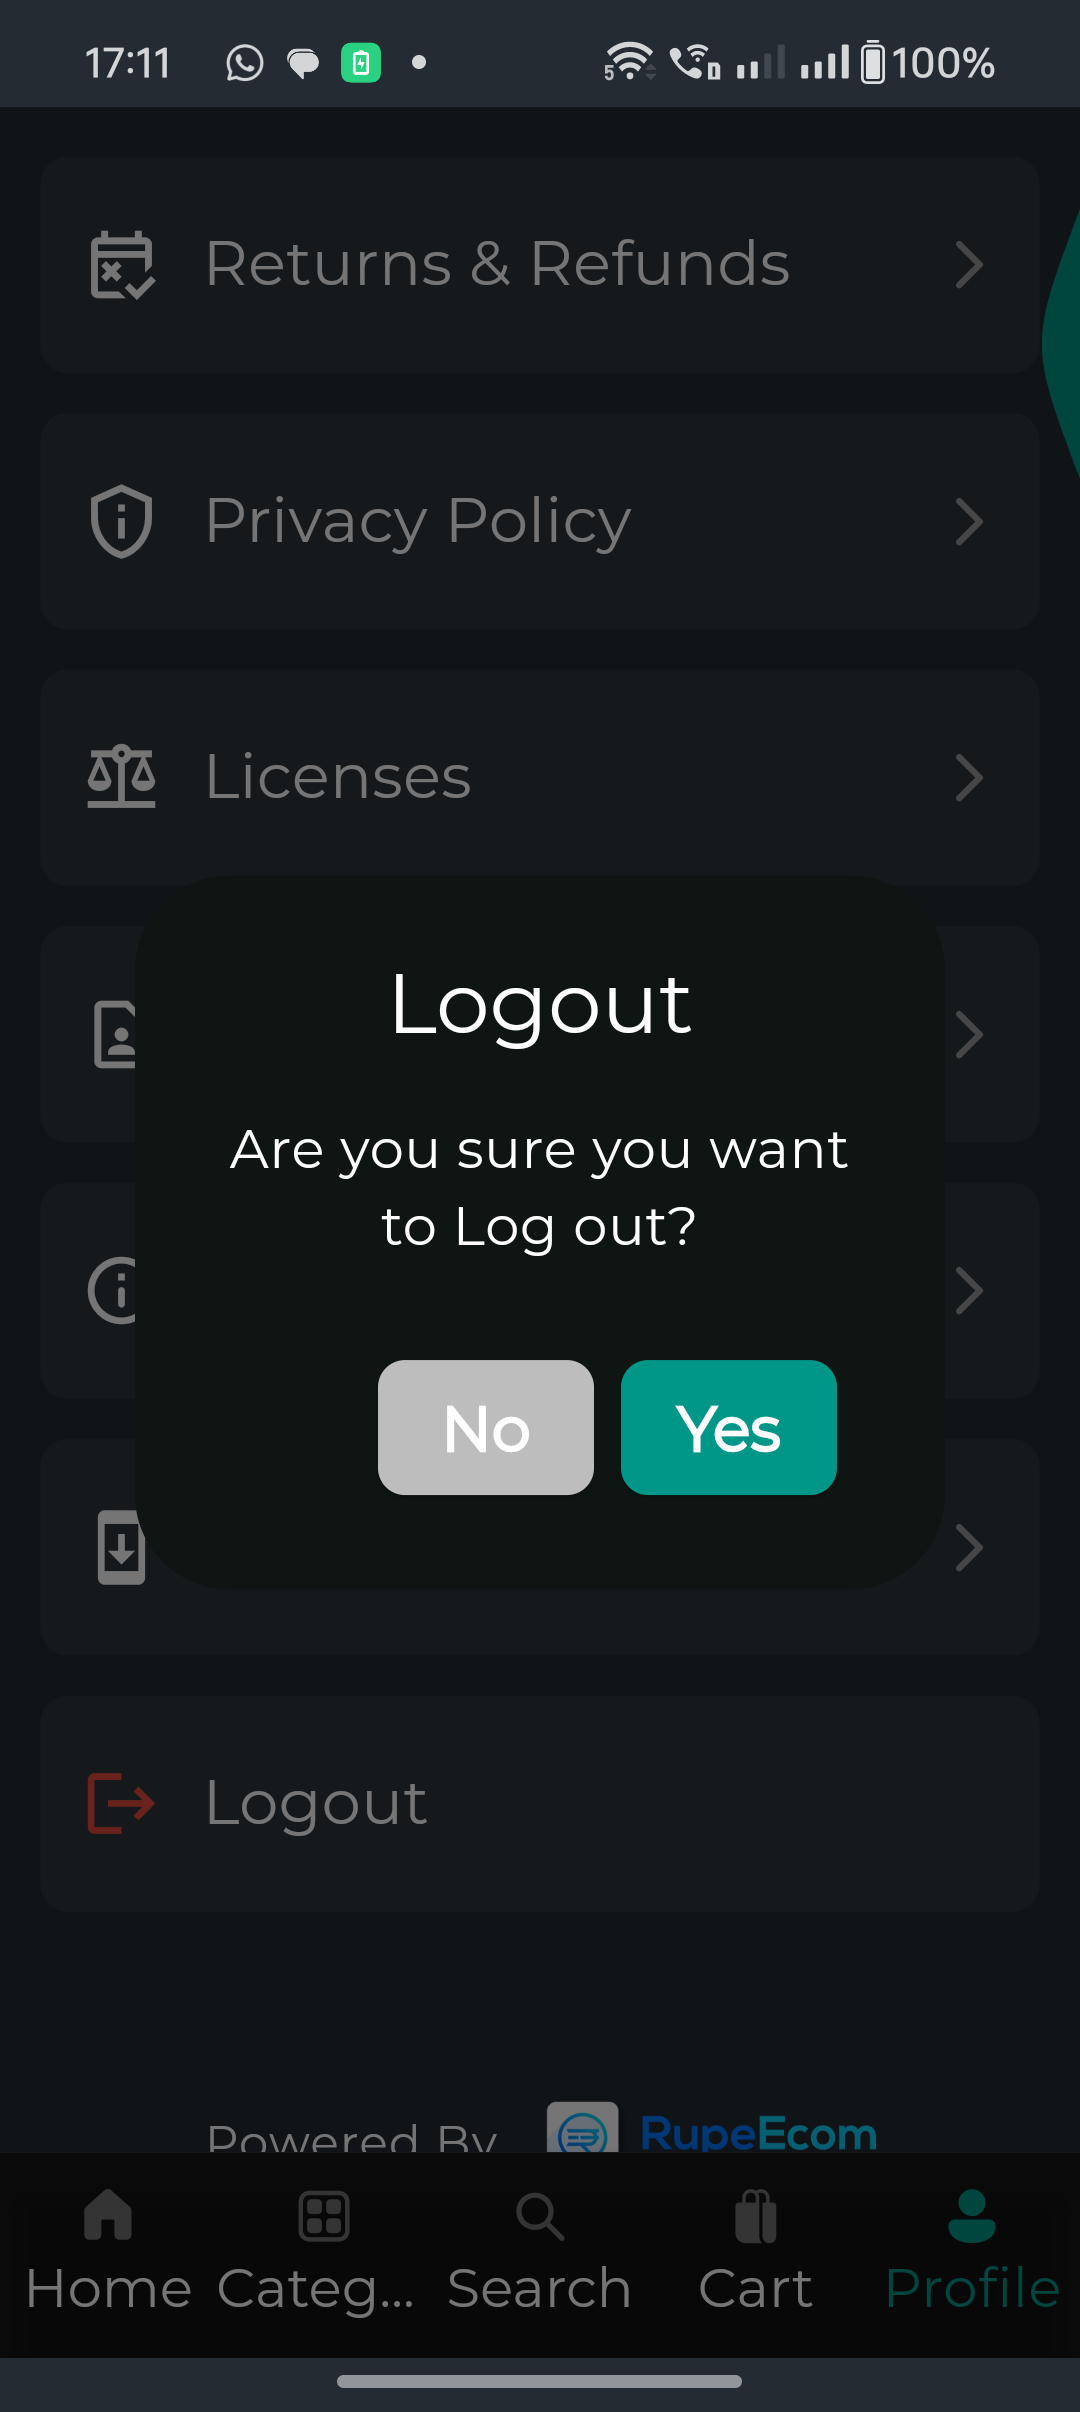 17:11
5
100%
Returns & Refunds
Privacy Policy
Licenses
Logout
Are you sure you want
to Log out?
No
Yes
Logout
Powered By
RupeEcom
Home
Categ...
Search
Cart
Profile